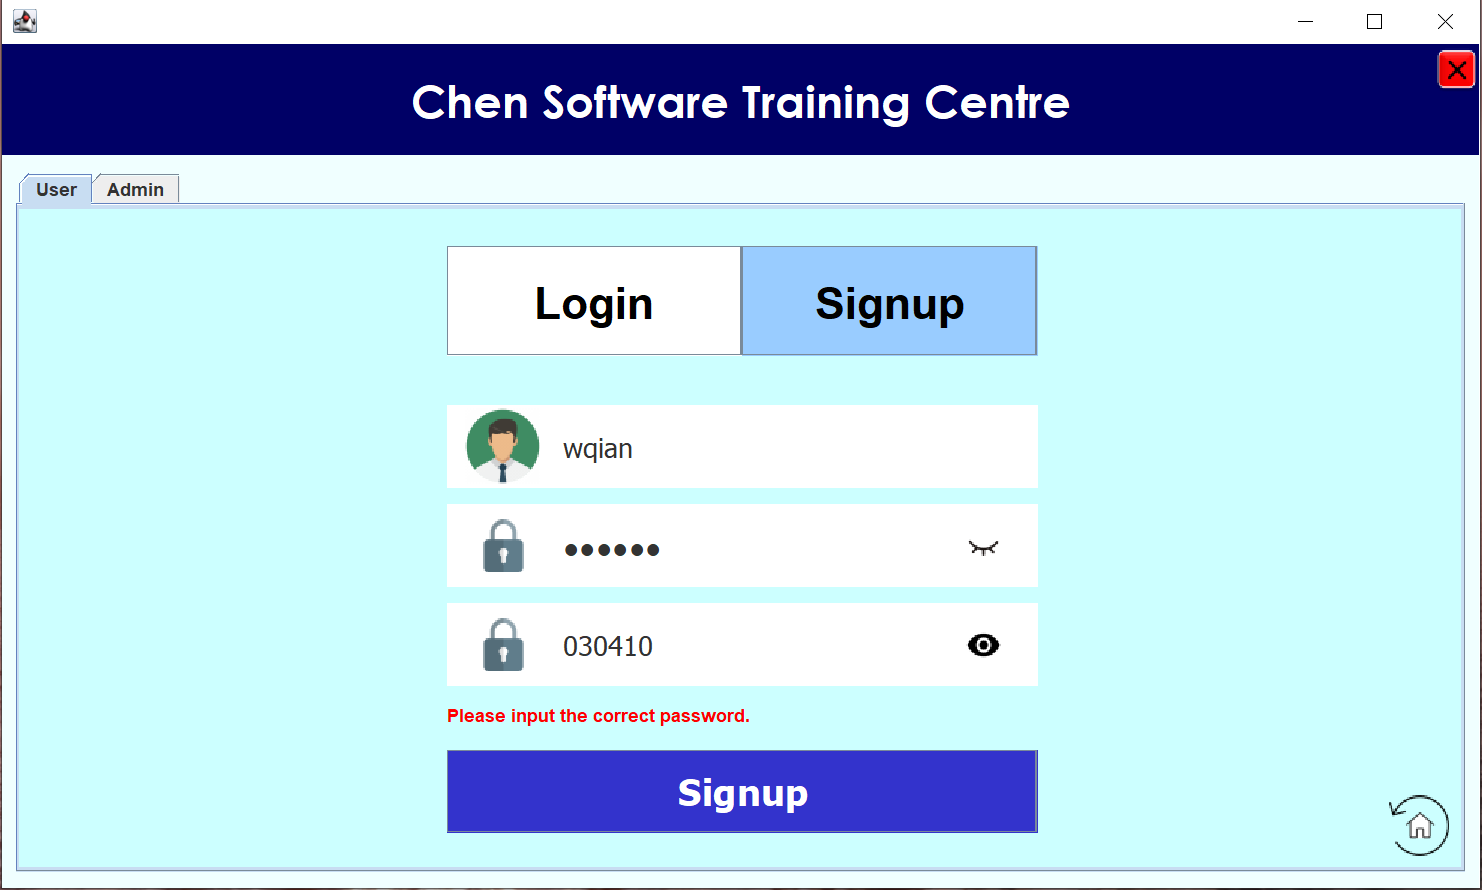 Chen Software Training Centre
User Admin
Login Signup
wqian
••••••
030410
Please input the correct password.
Signup